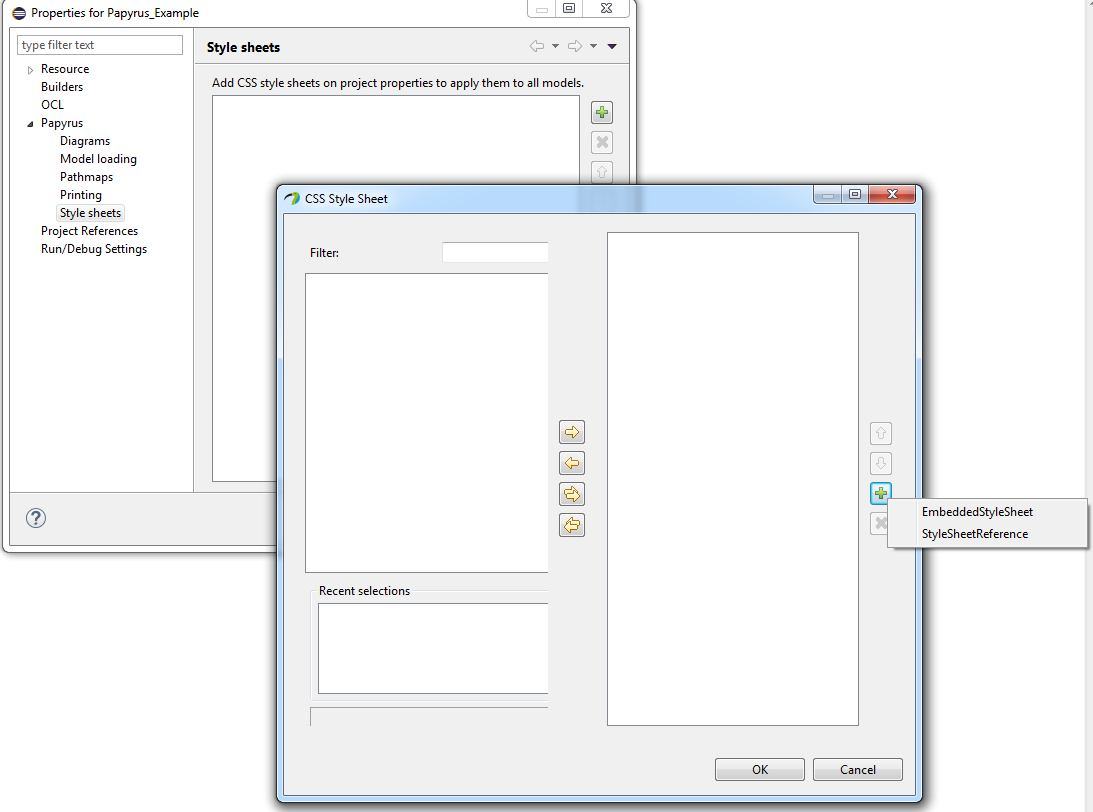 Properties for Papyrus_Example
type filter text
Resource
Builders
OCL
Papyrus
Diagrams
Model loading
Pathmaps
Printing
Style sheets
Project References
Run/Debug Settings
Style sheets
Add CSS style sheets on project properties to apply them to all models.
CSS Style Sheet
Filter:
Recent selections
EmbeddedStyleSheet
StyleSheetReference
OK
Cancel